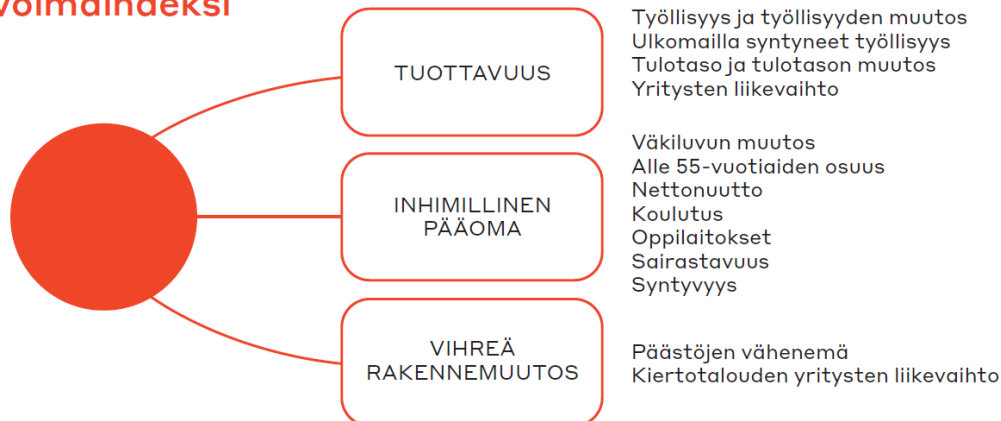 voimaindeksi
TUOTTAVUUS
Työllisyys ja työllisyyden muutos
Ulkomailla syntyneet työllisyys
Tulotaso ja tulotason muutos
Yritysten liikevaihto
INHIMILLINEN
PÄÄOMA
Väkiluvun muutos
Alle 55-vuotiaiden osuus
Nettonuutto
Koulutus
Oppilaitokset
Sairastavuus
Syntyvyys
VIHREÄ
RAKENNEMUUTOS
Päästöjen vähenemä
Kiertotalouden yritysten liikevaihto